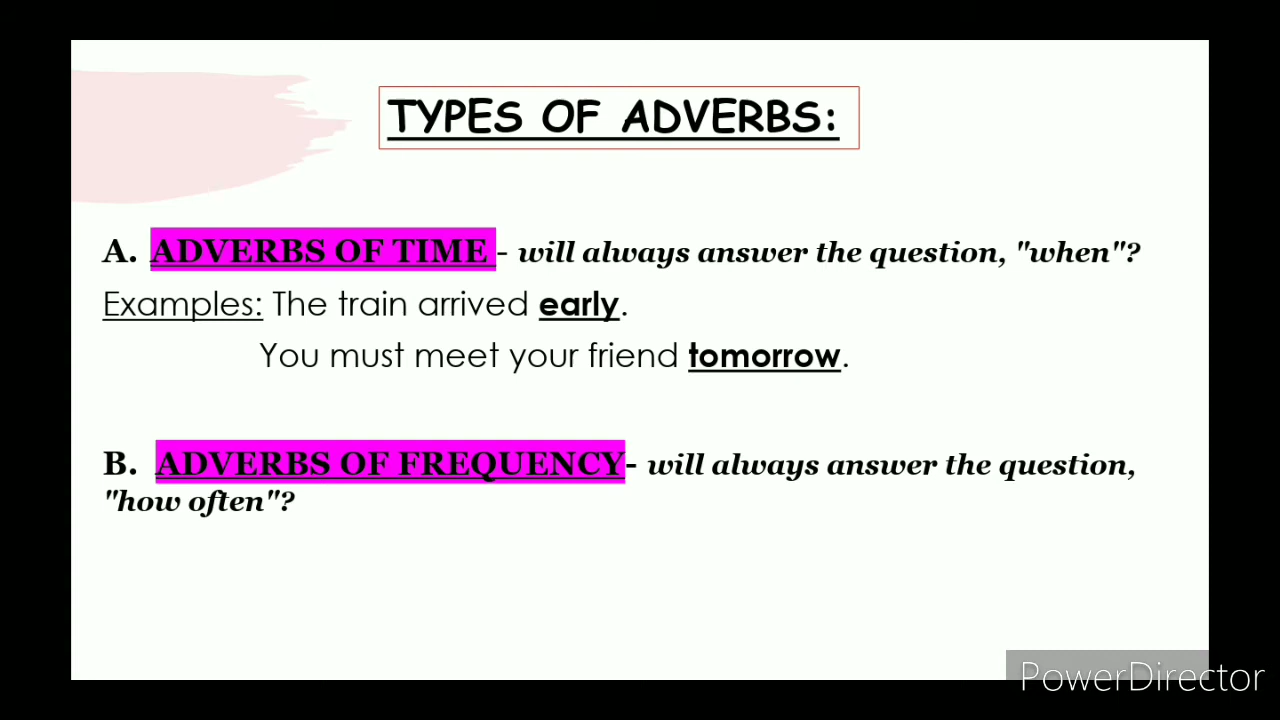 TYPES OF ADVERBS:
A. ADVERBS OF TIME - will always answer the question, "when"?
Examples: The train arrived early.
You must meet your friend tomorrow.
B. ADVERBS OF FREQUENCY- will always answer the question,
"how often"?
PowerDirector